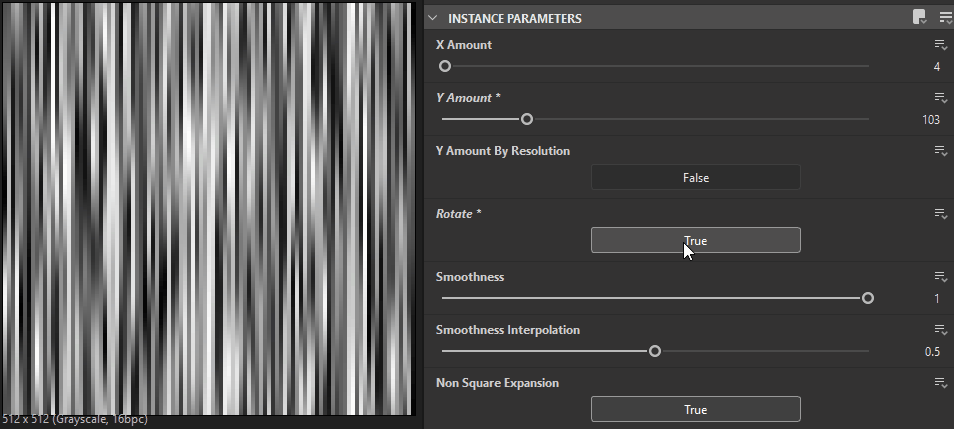 INSTANCE PARAMETERS
X Amount
4
Y Amount *
103
Y Amount By Resolution
False
Rotate *
True
Smoothness
1
Smoothness Interpolation
0.5
Non Square Expansion
True
512 x 512 (Grayscale, 16bpc)